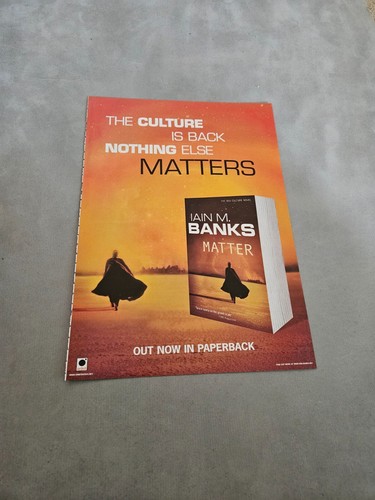 THE CULTURE
IS BACK
NOTHING ELSE
MATTERS
IAIN M.
BANKS
MATTER
OUT NOW IN PAPERBACK